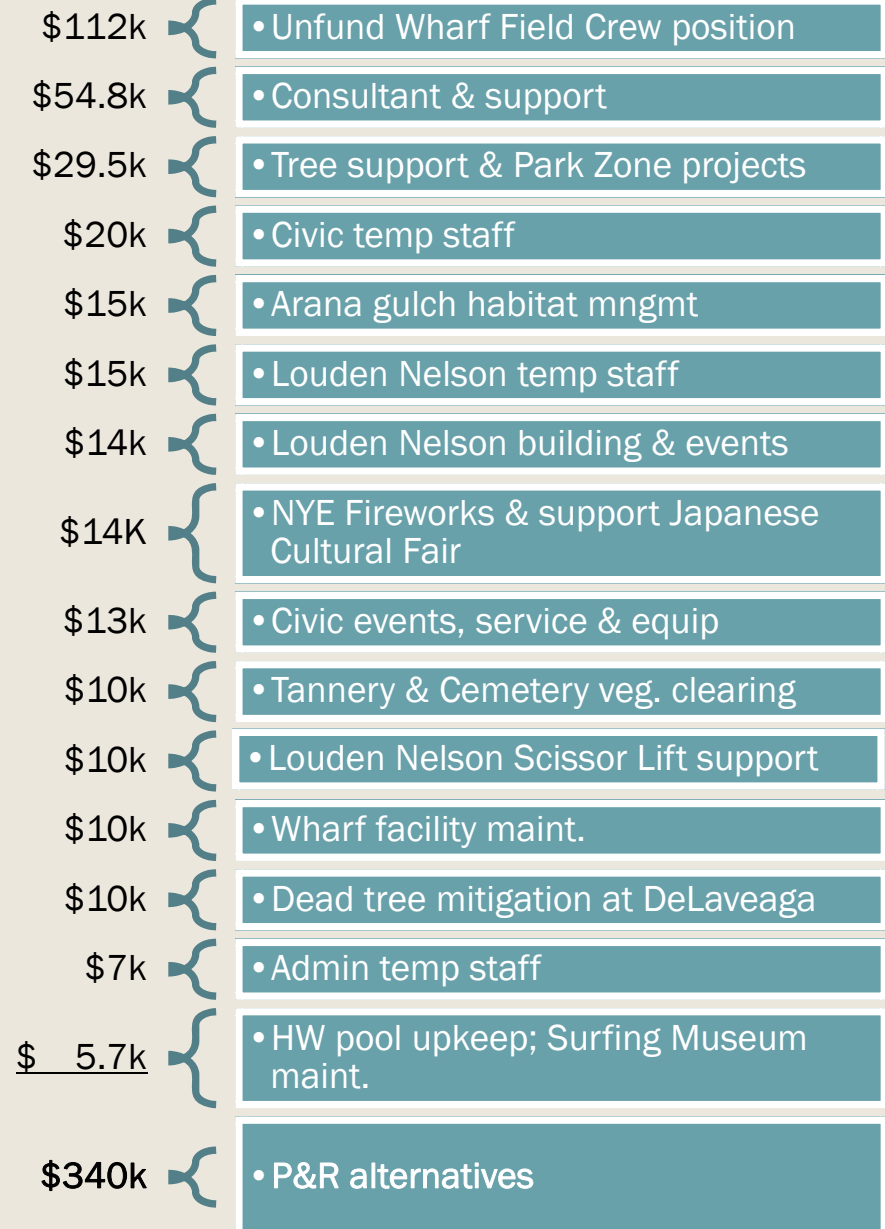 $112k • Unfund Wharf Field Crew position
$54.8k • Consultant & support
$29.5k • Tree support & Park Zone projects
$20k • Civic temp staff
$15k • Arana gulch habitat mngmt
$15k • Louden Nelson temp staff
$14k • Louden Nelson building & events
$14K • NYE Fireworks & support Japanese
Cultural Fair
$13k • Civic events, service & equip
$10k • Tannery & Cemetery veg. clearing
$10k • Louden Nelson Scissor Lift support
$10k • Wharf facility maint.
$10k • Dead tree mitigation at DeLaveaga
$7k • Admin temp staff
$ 5.7k • HW pool upkeep; Surfing Museum
maint.
$340k • P&R alternatives